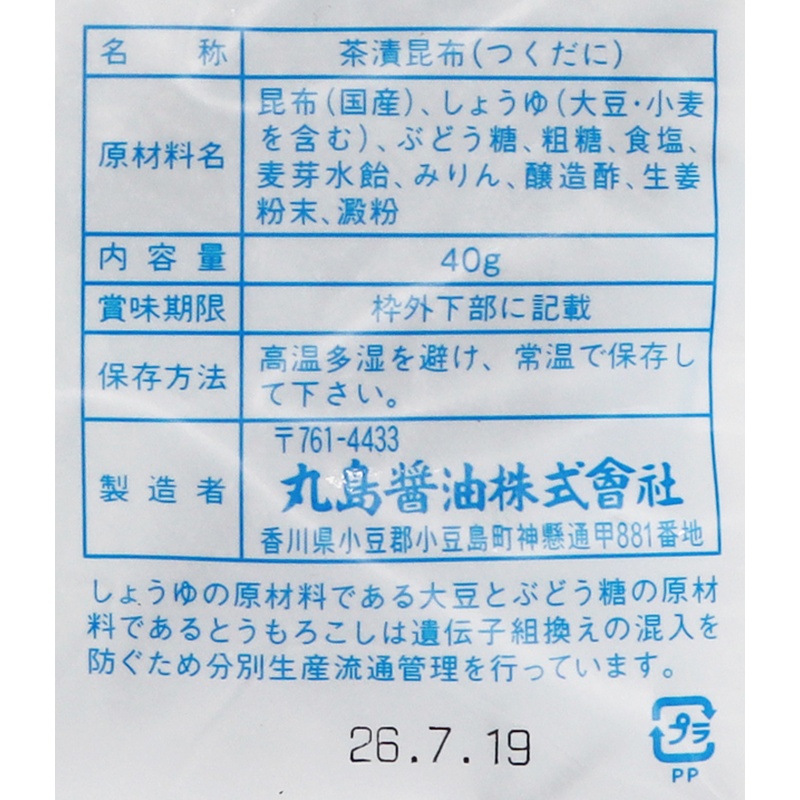 名称 茶漬昆布(つくだに)
原材料名
昆布(国産)、しょうゆ(大豆・小麦
を含む)、ぶどう糖、粗糖、食塩、
麦芽水飴、みりん、醸造酢、生姜
粉末、澱粉
内容量 40g
賞味期限 枠外下部に記載
保存方法
高温多湿を避け、常温で保存し
て下さい。
製造者
〒761-4433
丸島醤油株式會社
香川県小豆郡小豆島町神懸通甲881番地
しょうゆの原材料である大豆とぶどう糖の原材
料であるとうもろこしは遺伝子組換えの混入を
防ぐため分別生産流通管理を行っています。
26.7.19
プラ
PP